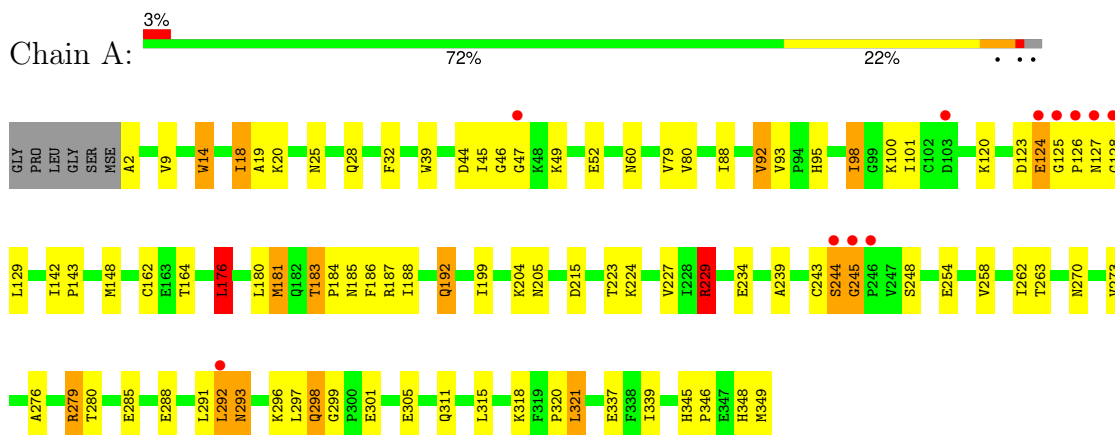 3%
Chain A:
72% 22% • • •
GLY PRO LEU GLY SER MSE A2 V9 W14 I18 A19 K20 N25 Q28 F32 W39 D44 I45 G46 G47 K48 K49 E52 N60 V79 V80 I88 V92 V93 P94 H95 I98 G99 K100 I101 C102 D103 K120 D123 E124 G125 P126 N127 G128
L129 I142 P143 M148 C162 E163 T164 L176 L180 M181 Q182 T183 P184 N185 F186 R187 I188 Q192 I199 K204 N205 D215 T223 K224 V227 I228 R229 E234 A239 C243 S244 G245 P246 V247 S248 E254 V258 I262 T263 N270 V273
A276 R279 T280 E285 E288 L291 L292 N293 K296 L297 Q298 G299 P300 E301 E305 Q311 L315 K318 F319 P320 L321 E337 F338 I339 H345 P346 E347 H348 M349